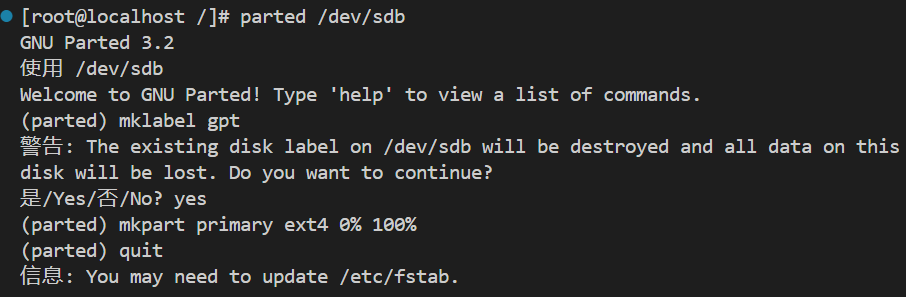 [root@localhost /]# parted /dev/sdb
GNU Parted 3.2
使用 /dev/sdb
Welcome to GNU Parted! Type 'help' to view a list of commands.
(parted) mklabel gpt
警告: The existing disk label on /dev/sdb will be destroyed and all data on this
disk will be lost. Do you want to continue?
是/Yes/否/No? yes
(parted) mkpart primary ext4 0% 100%
(parted) quit
信息: You may need to update /etc/fstab.